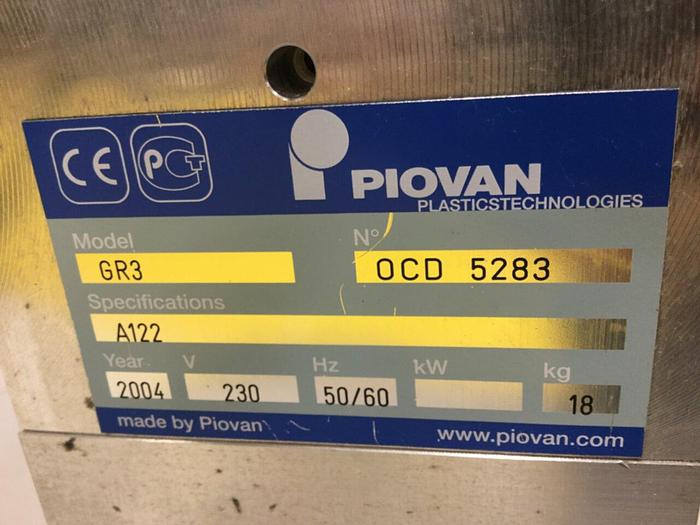 CE PCT
PIOVAN
PLASTICSTECHNOLOGIES
Model N°
GR3 OCD 5283
Specifications
A122
Year V Hz kW kg
2004 230 50/60 18
made by Piovan www.piovan.com